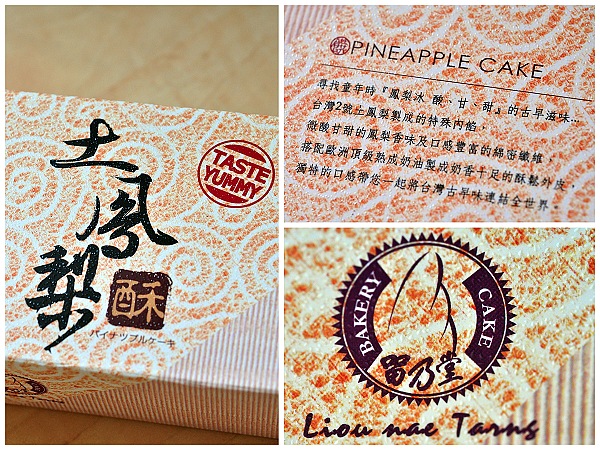 土鳳梨
酥
パイナップルケーキ
TASTE
YUMMY
PINEAPPLE CAKE
尋找童年時『鳳梨冰 酸、甘、甜』的古早滋味...
台灣2號土鳳梨製成的特殊內餡，
微酸甘甜的鳳梨香味及口感豐富的綿密纖維，
搭配歐洲頂級熟成奶油製成奶香十足的酥鬆外皮，
獨特的口感帶您一起將台灣古早味連結全世界。
BAKERY
CAKE
留乃堂
Liou nae Tarng